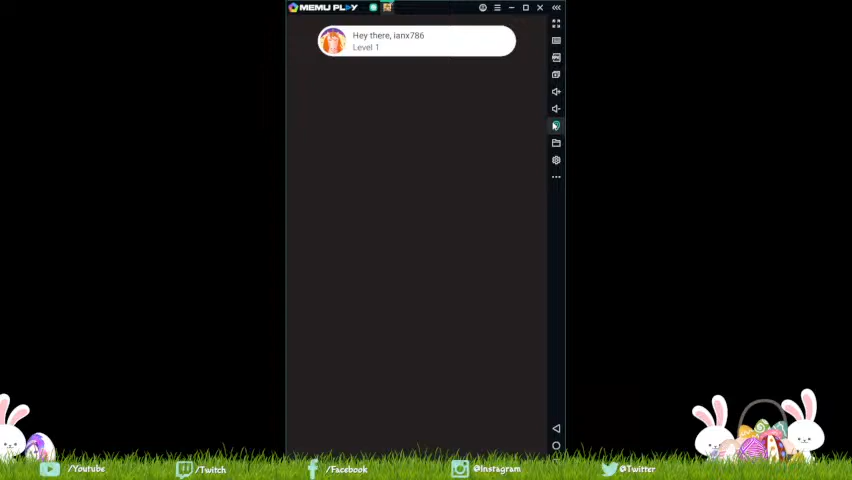 MEMU PLAY
Hey there, ianx786
Level 1
/Youtube
/Twitch
/Facebook
@Instagram
@Twitter